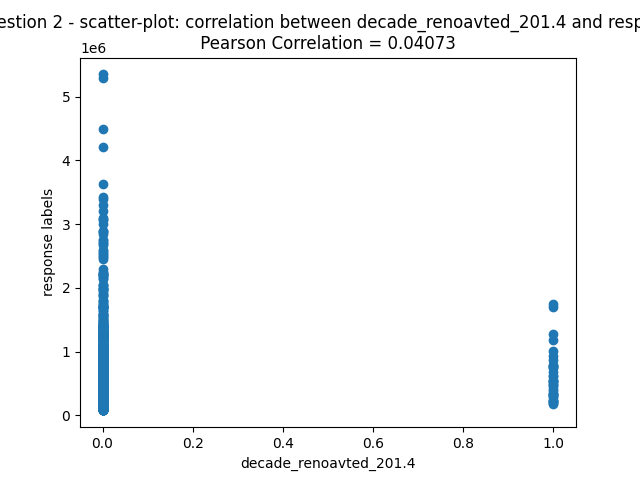 estion 2 - scatter-plot: correlation between decade_renoavted_201.4 and resp
Pearson Correlation = 0.04073
1e6
5
4
3
2
1
0
response labels
0.0 0.2 0.4 0.6 0.8 1.0
decade_renoavted_201.4